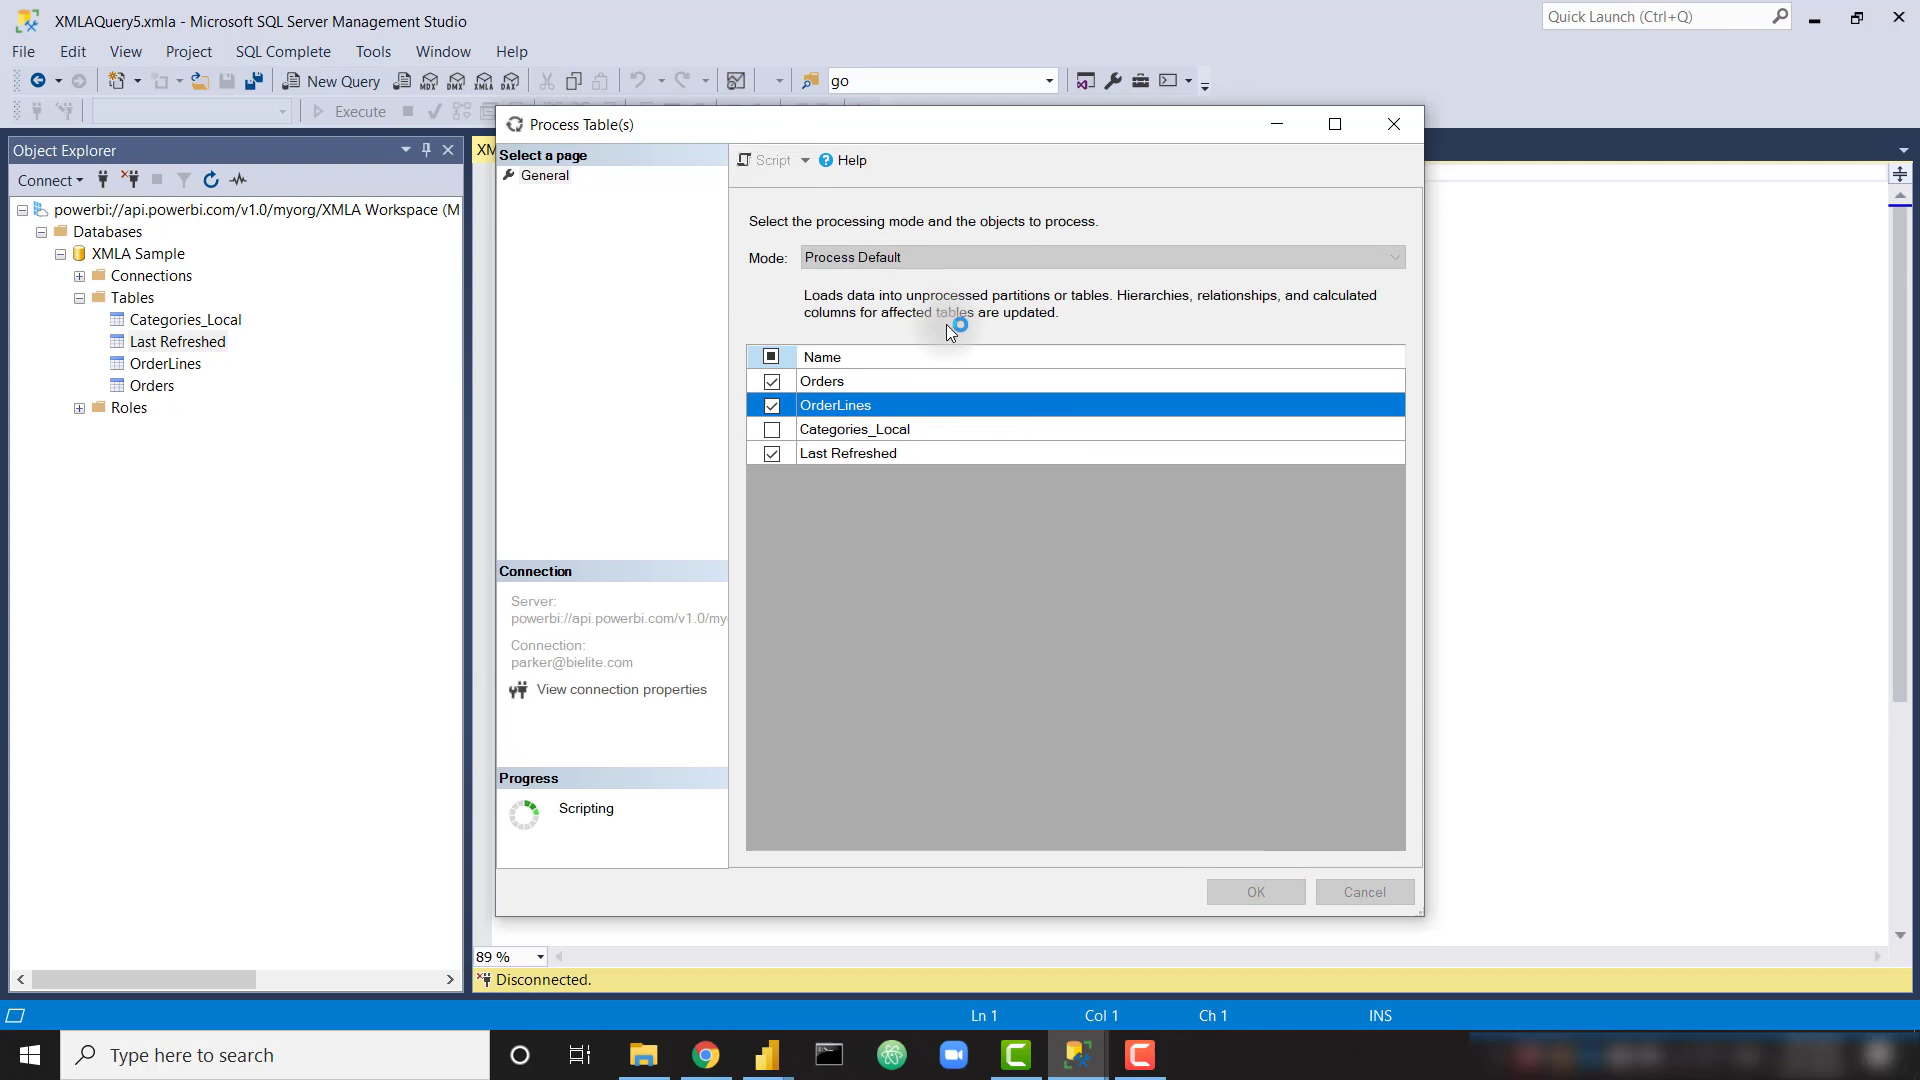 XMLAQuery5.xmla - Microsoft SQL Server Management Studio
Quick Launch (Ctrl+Q)
File Edit View Project SQL Complete Tools Window Help
New Query MDX DMX XMLA DAX go
Execute
Object Explorer
Connect
powerbi://api.powerbi.com/v1.0/myorg/XMLA Workspace (M
Databases
XMLA Sample
Connections
Tables
Categories_Local
Last Refreshed
OrderLines
Orders
Roles
XM
Process Table(s)
Select a page
General
Script Help
Select the processing mode and the objects to process.
Mode: Process Default
Loads data into unprocessed partitions or tables. Hierarchies, relationships, and calculated
columns for affected tables are updated.
Name
Orders
OrderLines
Categories_Local
Last Refreshed
Connection
Server:
powerbi://api.powerbi.com/v1.0/my
Connection:
parker@bielite.com
View connection properties
Progress
Scripting
OK Cancel
89 %
Disconnected.
Ln 1 Col 1 Ch 1 INS
Type here to search